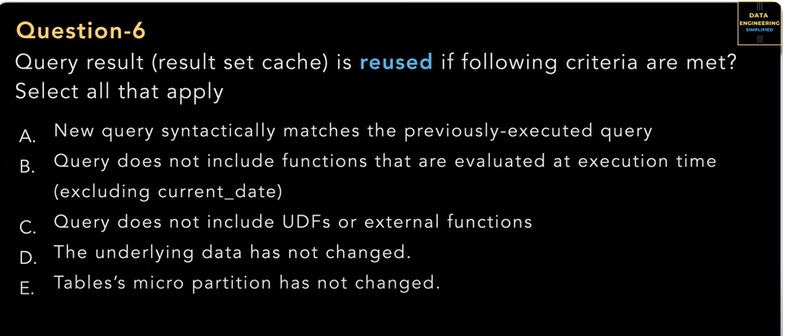 DATA
ENGINEERING
SIMPLIFIED
Question-6
Query result (result set cache) is reused if following criteria are met?
Select all that apply
A. New query syntactically matches the previously-executed query
B. Query does not include functions that are evaluated at execution time
(excluding current_date)
C. Query does not include UDFs or external functions
D. The underlying data has not changed.
E. Tables's micro partition has not changed.